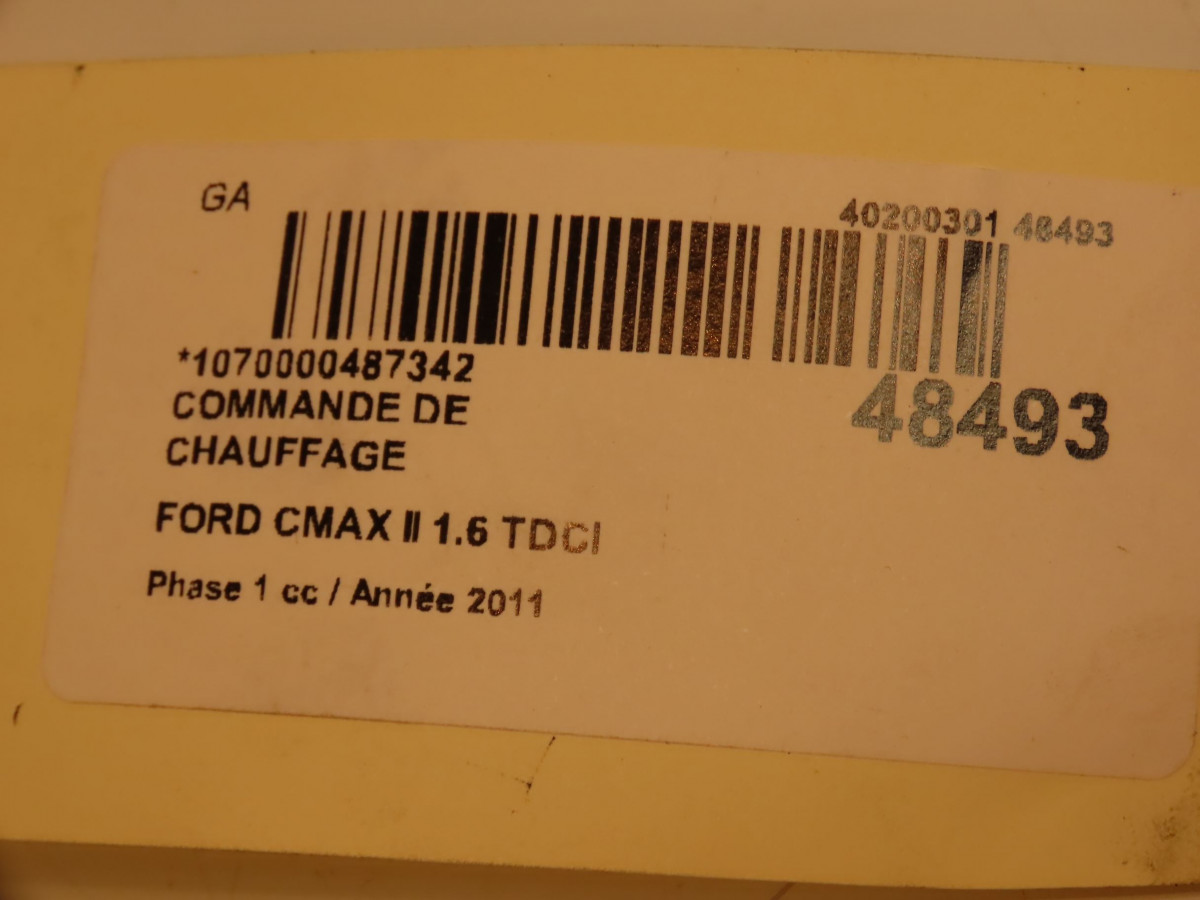 GA
40200301 48493
*1070000487342
48493
COMMANDE DE
CHAUFFAGE
FORD CMAX II 1.6 TDCI
Phase 1 cc / Année 2011